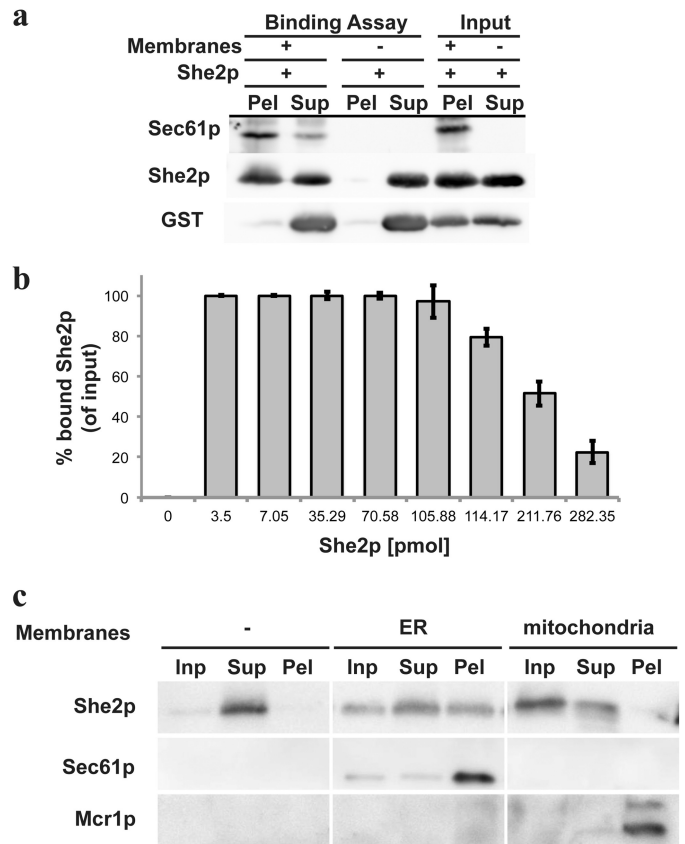 a
Binding Assay Input
Membranes + - + -
She2p + + + +
Pel Sup Pel Sup Pel Sup
Sec61p
She2p
GST
b
% bound She2p
(of input)
100
80
60
40
20
0
0 3.5 7.05 35.29 70.58 105.88 114.17 211.76 282.35
She2p [pmol]
c
Membranes - ER mitochondria
Inp Sup Pel Inp Sup Pel Inp Sup Pel
She2p
Sec61p
Mcr1p